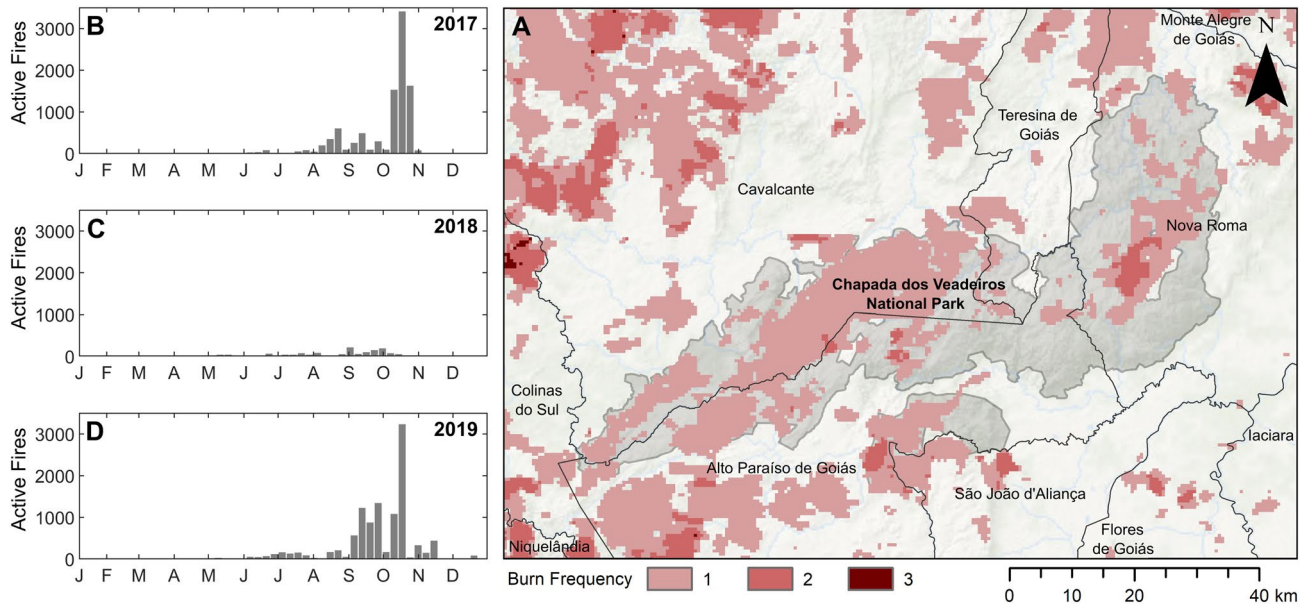 B
2017
Active Fires
3000
2000
1000
0
J F M A M J J A S O N D
C
2018
Active Fires
3000
2000
1000
0
J F M A M J J A S O N D
D
2019
Active Fires
3000
2000
1000
0
J F M A M J J A S O N D
A
Monte Alegre
de Goiás
N
Teresina de
Goiás
Cavalcante
Nova Roma
Chapada dos Veadeiros
National Park
Colinas
do Sul
Iaciara
Alto Paraíso de Goiás
São João d'Aliança
Flores
de Goiás
Niquelândia
Burn Frequency 1 2 3
0 10 20 40 km